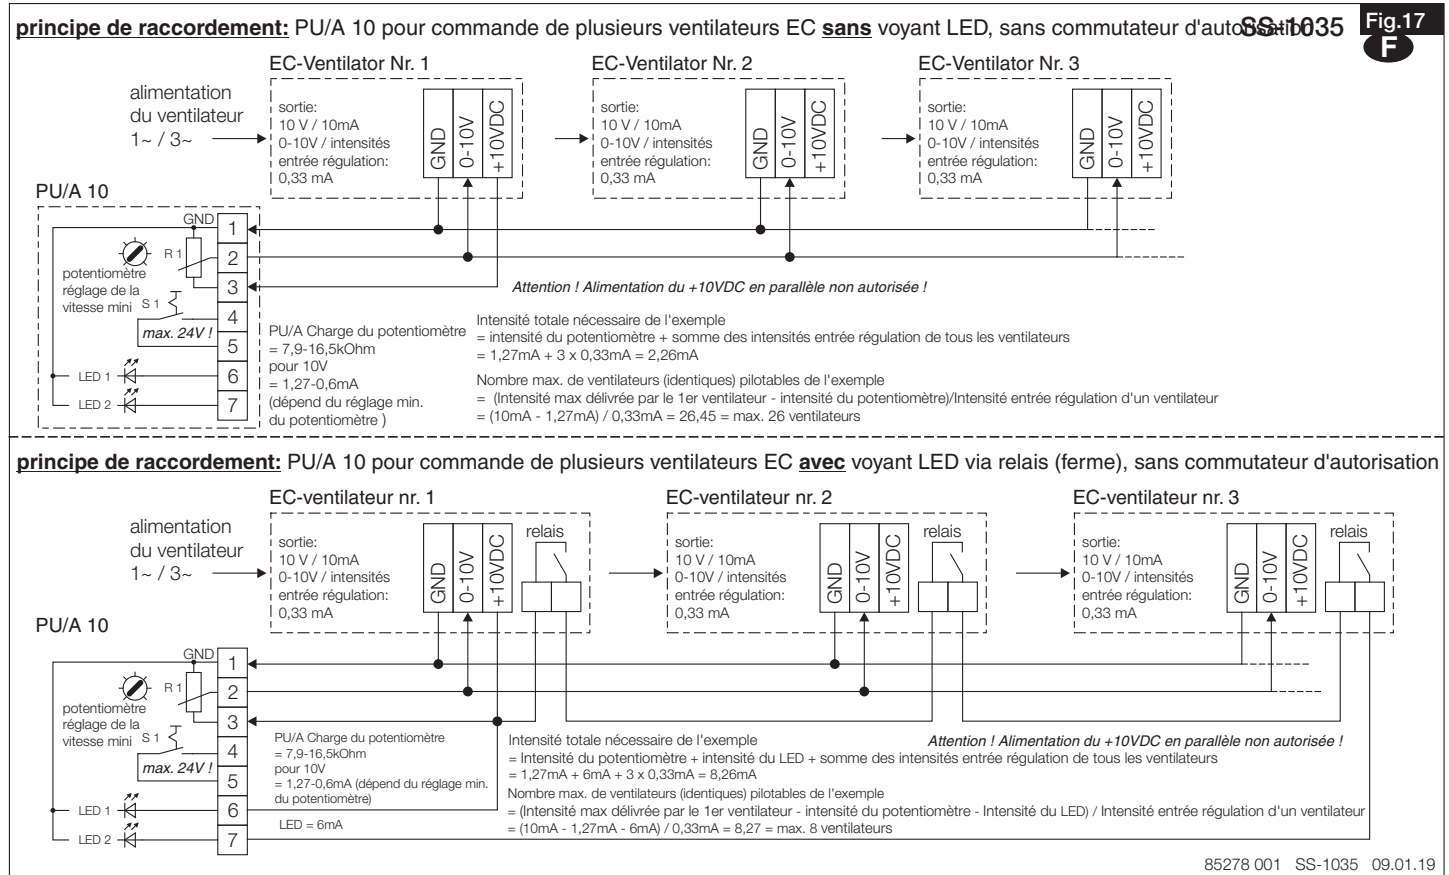 principe de raccordement: PU/A 10 pour commande de plusieurs ventilateurs EC sans voyant LED, sans commutateur d'autorisation
SS-1035
Fig.17
F
EC-Ventilator Nr. 1
EC-Ventilator Nr. 2
EC-Ventilator Nr. 3
alimentation
du ventilateur
1~ / 3~
sortie:
10 V / 10mA
0-10V / intensités
entrée régulation:
0,33 mA
GND
0-10V
+10VDC
sortie:
10 V / 10mA
0-10V / intensités
entrée régulation:
0,33 mA
GND
0-10V
+10VDC
sortie:
10 V / 10mA
0-10V / intensités
entrée régulation:
0,33 mA
GND
0-10V
+10VDC
PU/A 10
GND
1
R 1
2
potentiomètre
réglage de la
vitesse mini
3
S 1
4
max. 24V !
5
LED 1
6
LED 2
7
Attention ! Alimentation du +10VDC en parallèle non autorisée !
PU/A Charge du potentiomètre
= 7,9-16,5kOhm
pour 10V
= 1,27-0,6mA
(dépend du réglage min.
du potentiomètre )
Intensité totale nécessaire de l'exemple
= intensité du potentiomètre + somme des intensités entrée régulation de tous les ventilateurs
= 1,27mA + 3 x 0,33mA = 2,26mA
Nombre max. de ventilateurs (identiques) pilotables de l'exemple
= (Intensité max délivrée par le 1er ventilateur - intensité du potentiomètre)/Intensité entrée régulation d'un ventilateur
= (10mA - 1,27mA) / 0,33mA = 26,45 = max. 26 ventilateurs
principe de raccordement: PU/A 10 pour commande de plusieurs ventilateurs EC avec voyant LED via relais (ferme), sans commutateur d'autorisation
EC-ventilateur nr. 1
EC-ventilateur nr. 2
EC-ventilateur nr. 3
alimentation
du ventilateur
1~ / 3~
sortie:
10 V / 10mA
0-10V / intensités
entrée régulation:
0,33 mA
GND
0-10V
+10VDC
relais
sortie:
10 V / 10mA
0-10V / intensités
entrée régulation:
0,33 mA
GND
0-10V
+10VDC
relais
sortie:
10 V / 10mA
0-10V / intensités
entrée régulation:
0,33 mA
GND
0-10V
+10VDC
relais
PU/A 10
GND
1
R 1
2
potentiomètre
réglage de la
vitesse mini
3
S 1
4
max. 24V !
5
LED 1
6
LED 2
7
PU/A Charge du potentiomètre
= 7,9-16,5kOhm
pour 10V
= 1,27-0,6mA (dépend du réglage min.
du potentiomètre)
LED = 6mA
Intensité totale nécessaire de l'exemple
Attention ! Alimentation du +10VDC en parallèle non autorisée !
= Intensité du potentiomètre + intensité du LED + somme des intensités entrée régulation de tous les ventilateurs
= 1,27mA + 6mA + 3 x 0,33mA = 8,26mA
Nombre max. de ventilateurs (identiques) pilotables de l'exemple
= (Intensité max délivrée par le 1er ventilateur - intensité du potentiomètre - Intensité du LED) / Intensité entrée régulation d'un ventilateur
= (10mA - 1,27mA - 6mA) / 0,33mA = 8,27 = max. 8 ventilateurs
85278 001 SS-1035 09.01.19